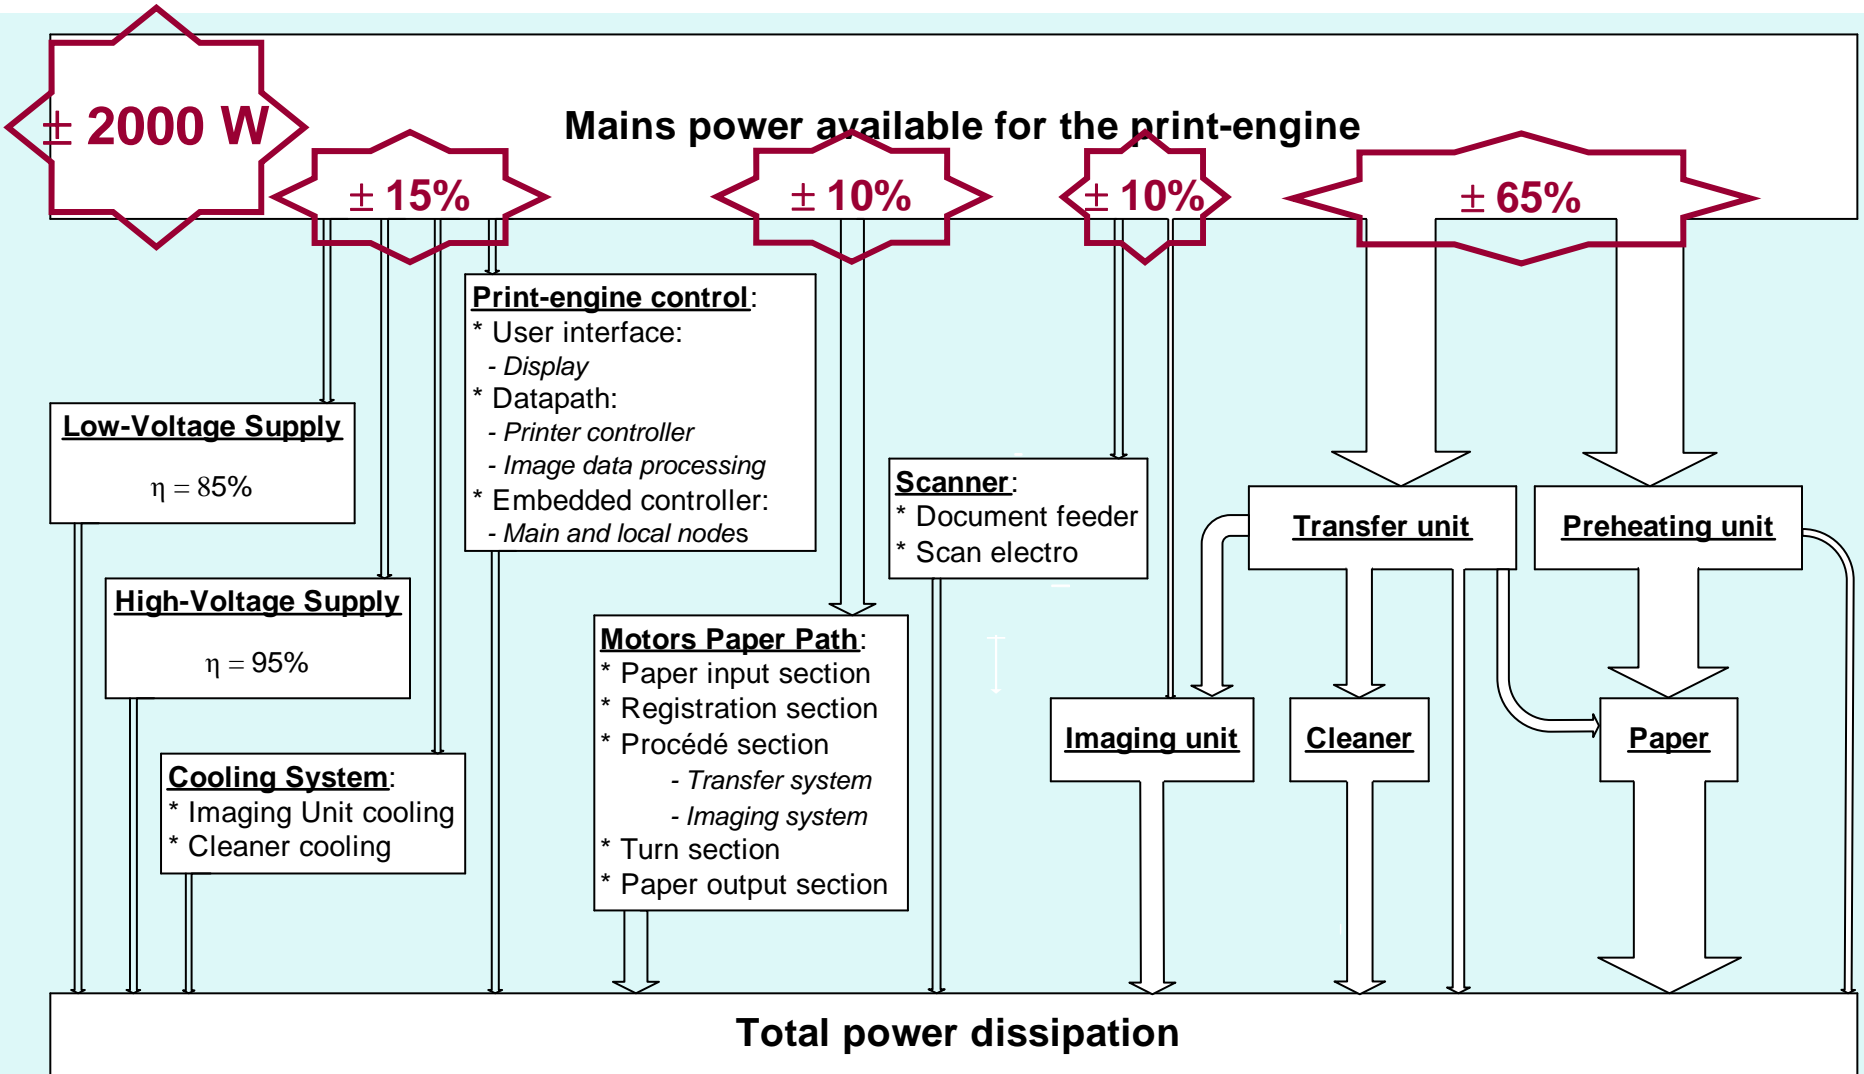 ± 2000 W
Mains power available for the print-engine
± 15%
± 10%
± 10%
± 65%
Print-engine control:
* User interface:
- Display
* Datapath:
- Printer controller
- Image data processing
* Embedded controller:
- Main and local nodes
Low-Voltage Supply
η = 85%
High-Voltage Supply
η = 95%
Cooling System:
* Imaging Unit cooling
* Cleaner cooling
Motors Paper Path:
* Paper input section
* Registration section
* Procédé section
- Transfer system
- Imaging system
* Turn section
* Paper output section
Scanner:
* Document feeder
* Scan electro
Transfer unit
Preheating unit
Imaging unit
Cleaner
Paper
Total power dissipation